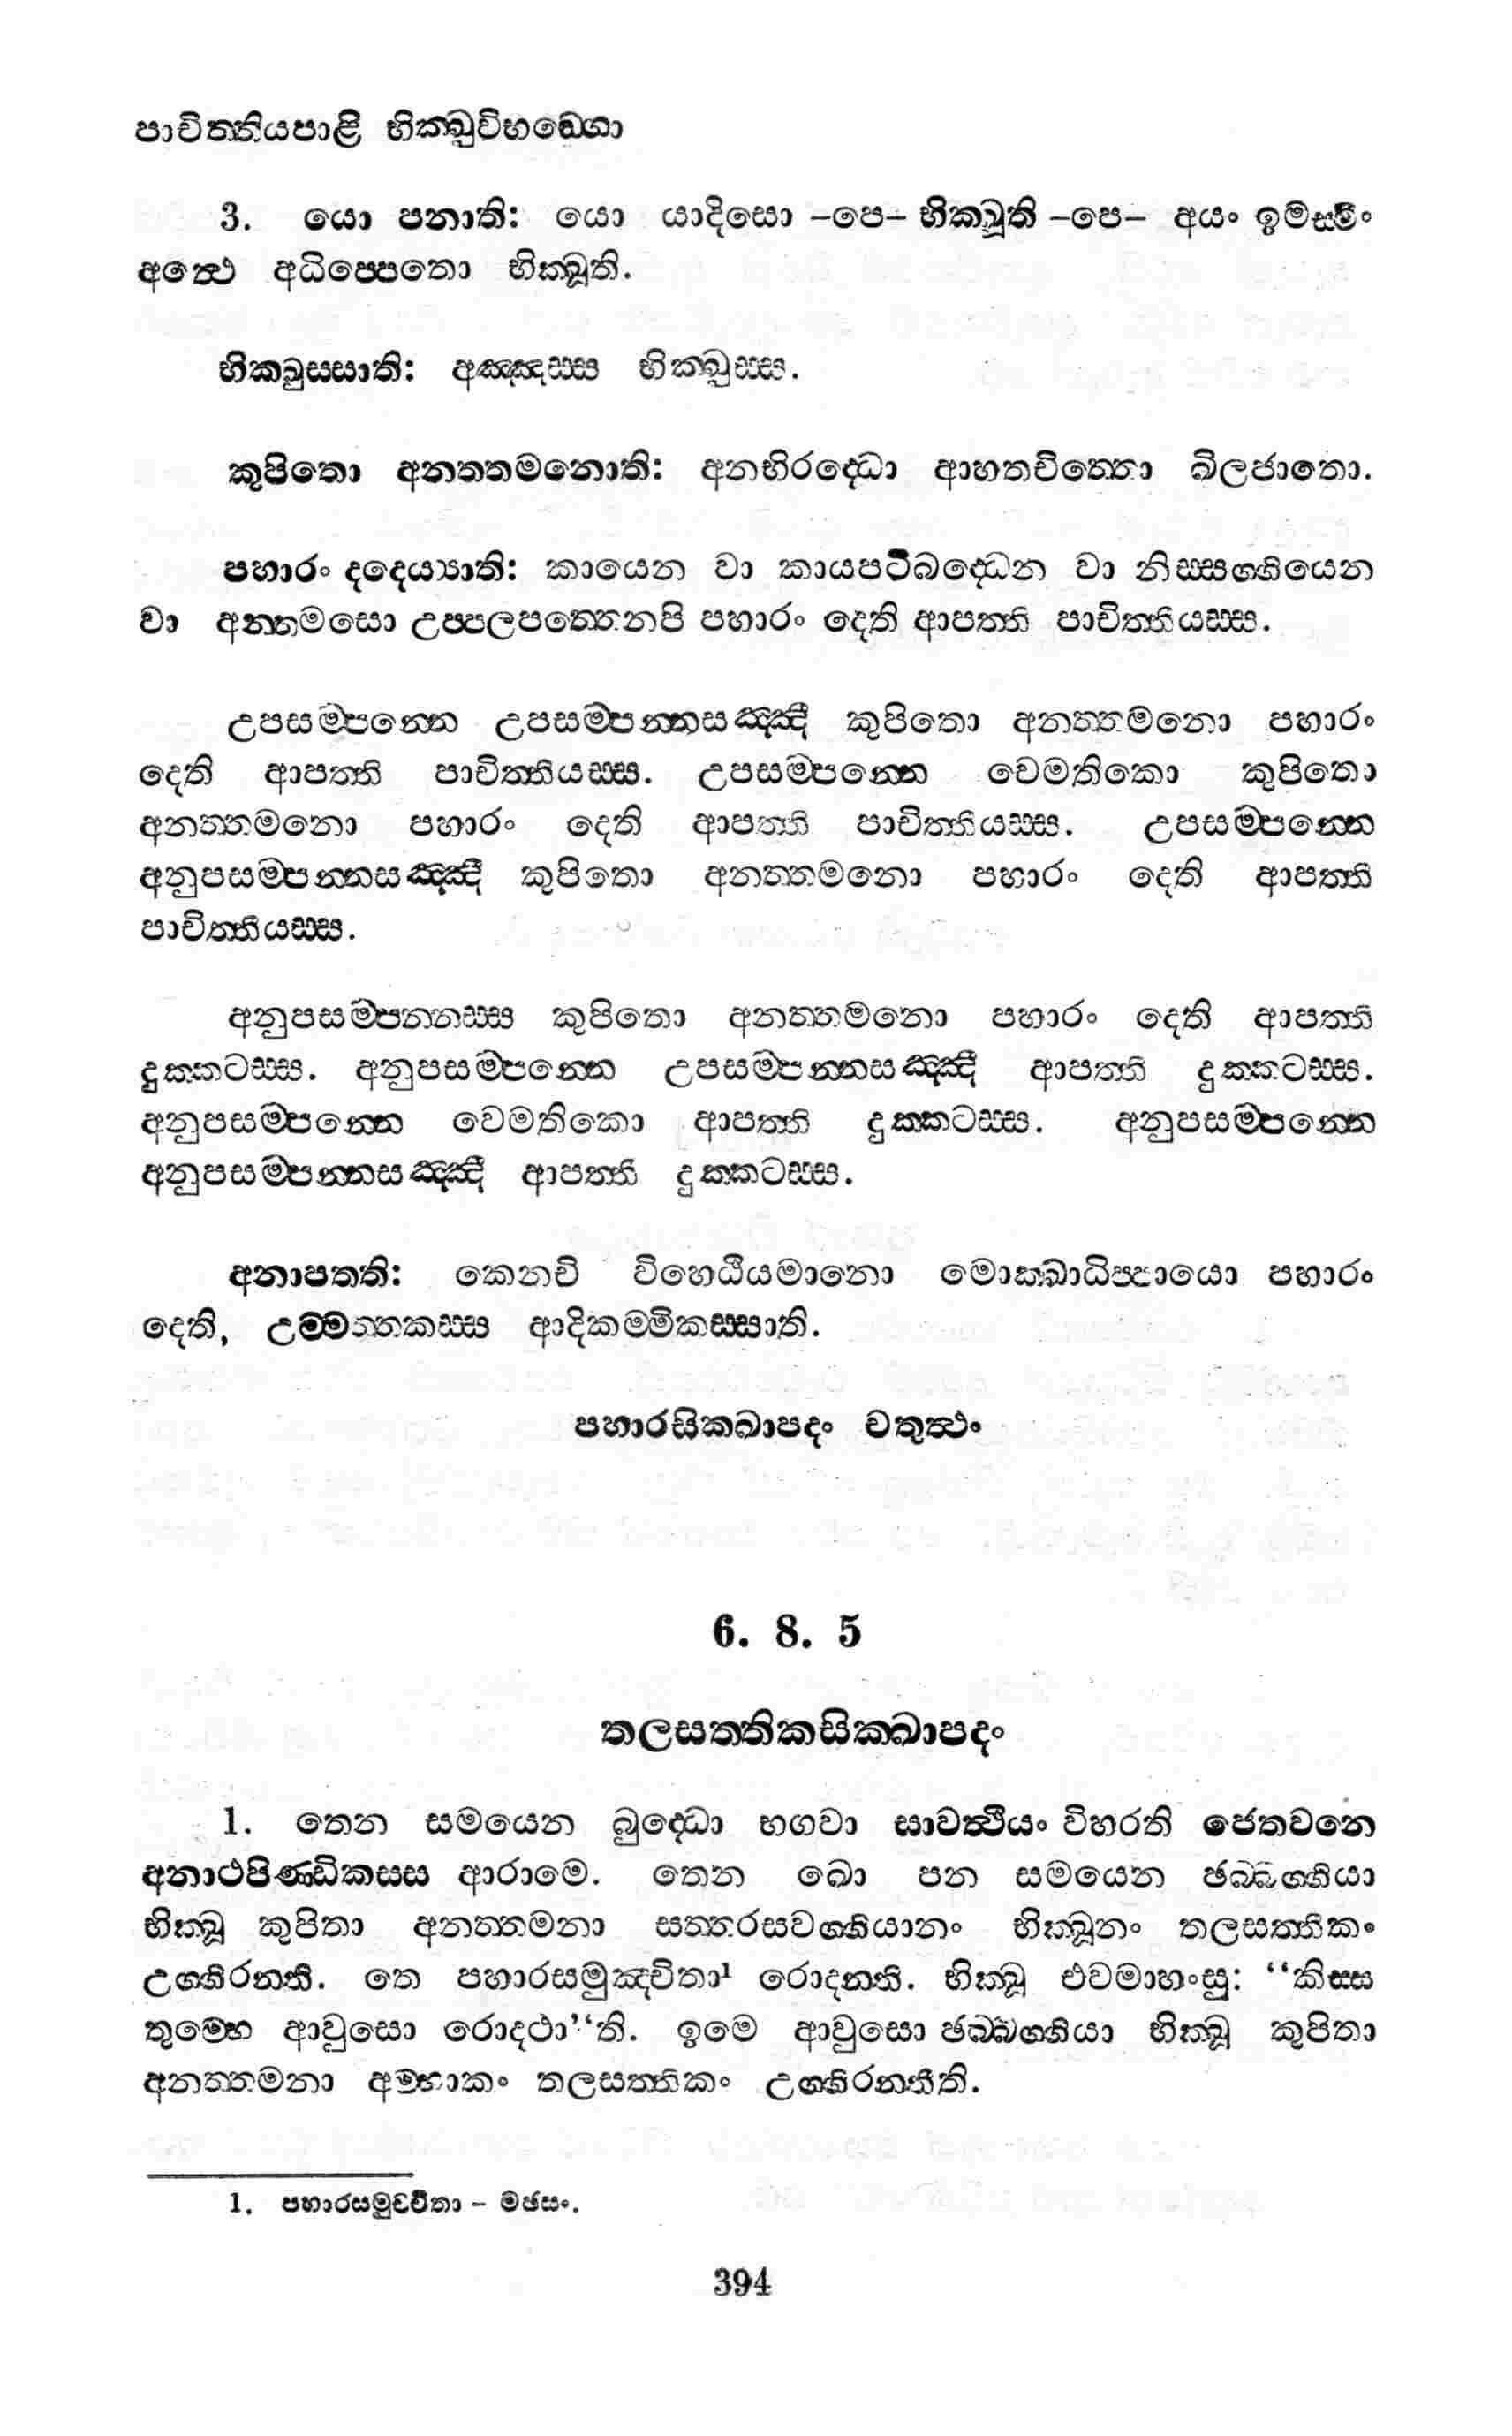 පාචිත්තියපාළි භික්ඛුවිභඞ්ගො
3. යො පනාති: යො යාදිසො –පෙ– භික්ඛූති –පෙ– අයං ඉමස්මිං
අත්ථෙ අධිප්පෙතො භික්ඛූති.
භික්ඛුස්සාති: අඤ්ඤස්ස භික්ඛුස්ස.
කුපිතො අනත්තමනොති: අනභිරද්ධො ආහතචිත්තො ඛිලජාතො.
පහාරං දදෙය්‍යාති: කායෙන වා කායපටිබද්ධෙන වා නිස්සග්ගියෙන
වා අන්තමසො උප්පලපත්තෙනපි පහාරං දෙති ආපත්ති පාචිත්තියස්ස.
උපසම්පන්නෙ උපසම්පන්නසඤ්ඤී කුපිතො අනත්තමනො පහාරං
දෙති ආපත්ති පාචිත්තියස්ස. උපසම්පන්නෙ වෙමතිකො කුපිතො
අනත්තමනො පහාරං දෙති ආපත්ති පාචිත්තියස්ස. උපසම්පන්නෙ
අනුපසම්පන්නසඤ්ඤී කුපිතො අනත්තමනො පහාරං දෙති ආපත්ති
පාචිත්තියස්ස.
අනුපසම්පන්නස්ස කුපිතො අනත්තමනො පහාරං දෙති ආපත්ති
දුක්කටස්ස. අනුපසම්පන්නෙ උපසම්පන්නසඤ්ඤී ආපත්ති දුක්කටස්ස.
අනුපසම්පන්නෙ වෙමතිකො ආපත්ති දුක්කටස්ස. අනුපසම්පන්නෙ
අනුපසම්පන්නසඤ්ඤී ආපත්ති දුක්කටස්ස.
අනාපත්ති: කෙනචි විහෙඨියමානො මොක්ඛාධිප්පායො පහාරං
දෙති, උම්මත්තකස්ස ආදිකම්මිකස්සාති.
පහාරසික්ඛාපදං චතුත්ථං
6. 8. 5
තලසත්තිකසික්ඛාපදං
1. තෙන සමයෙන බුද්ධො භගවා සාවත්ථියං විහරති ජෙතවනෙ
අනාථපිණ්ඩිකස්ස ආරාමෙ. තෙන ඛො පන සමයෙන ඡබ්බග්ගියා
භික්ඛූ කුපිතා අනත්තමනා සත්තරසවග්ගියානං භික්ඛූනං තලසත්තිකං
උග්ගිරන්ති. තෙ පහාරසමුඤ්චිතා¹ රොදන්ති. භික්ඛූ එවමාහංසු: “කිස්ස
තුම්හෙ ආවුසො රොදථා”ති. ඉමෙ ආවුසො ඡබ්බග්ගියා භික්ඛූ කුපිතා
අනත්තමනා අම්හාකං තලසත්තිකං උග්ගිරන්තීති.
1. පහාරසමුච්චිතා – මඡසං.
394